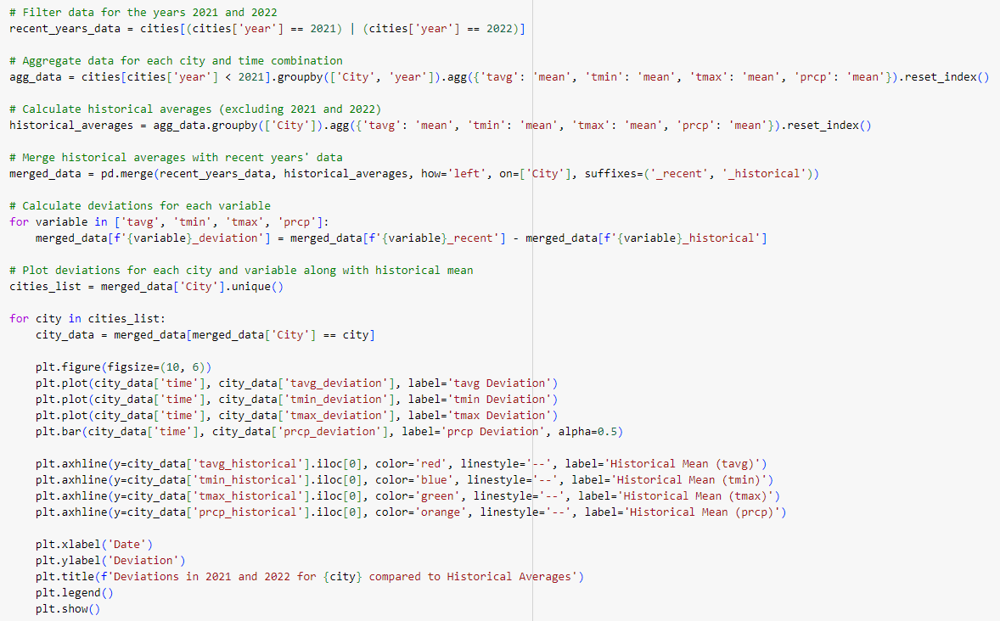 # Filter data for the years 2021 and 2022
recent_years_data = cities[(cities['year'] == 2021) | (cities['year'] == 2022)]
# Aggregate data for each city and time combination
agg_data = cities[cities['year'] < 2021].groupby(['City', 'year']).agg({'tavg': 'mean', 'tmin': 'mean', 'tmax': 'mean', 'prcp': 'mean'}).reset_index()
# Calculate historical averages (excluding 2021 and 2022)
historical_averages = agg_data.groupby(['City']).agg({'tavg': 'mean', 'tmin': 'mean', 'tmax': 'mean', 'prcp': 'mean'}).reset_index()
# Merge historical averages with recent years' data
merged_data = pd.merge(recent_years_data, historical_averages, how='left', on=['City'], suffixes=('_recent', '_historical'))
# Calculate deviations for each variable
for variable in ['tavg', 'tmin', 'tmax', 'prcp']:
    merged_data[f'{variable}_deviation'] = merged_data[f'{variable}_recent'] - merged_data[f'{variable}_historical']
# Plot deviations for each city and variable along with historical mean
cities_list = merged_data['City'].unique()
for city in cities_list:
    city_data = merged_data[merged_data['City'] == city]
    plt.figure(figsize=(10, 6))
    plt.plot(city_data['time'], city_data['tavg_deviation'], label='tavg Deviation')
    plt.plot(city_data['time'], city_data['tmin_deviation'], label='tmin Deviation')
    plt.plot(city_data['time'], city_data['tmax_deviation'], label='tmax Deviation')
    plt.bar(city_data['time'], city_data['prcp_deviation'], label='prcp Deviation', alpha=0.5)
    plt.axhline(y=city_data['tavg_historical'].iloc[0], color='red', linestyle='--', label='Historical Mean (tavg)')
    plt.axhline(y=city_data['tmin_historical'].iloc[0], color='blue', linestyle='--', label='Historical Mean (tmin)')
    plt.axhline(y=city_data['tmax_historical'].iloc[0], color='green', linestyle='--', label='Historical Mean (tmax)')
    plt.axhline(y=city_data['prcp_historical'].iloc[0], color='orange', linestyle='--', label='Historical Mean (prcp)')
    plt.xlabel('Date')
    plt.ylabel('Deviation')
    plt.title(f'Deviations in 2021 and 2022 for {city} compared to Historical Averages')
    plt.legend()
    plt.show()